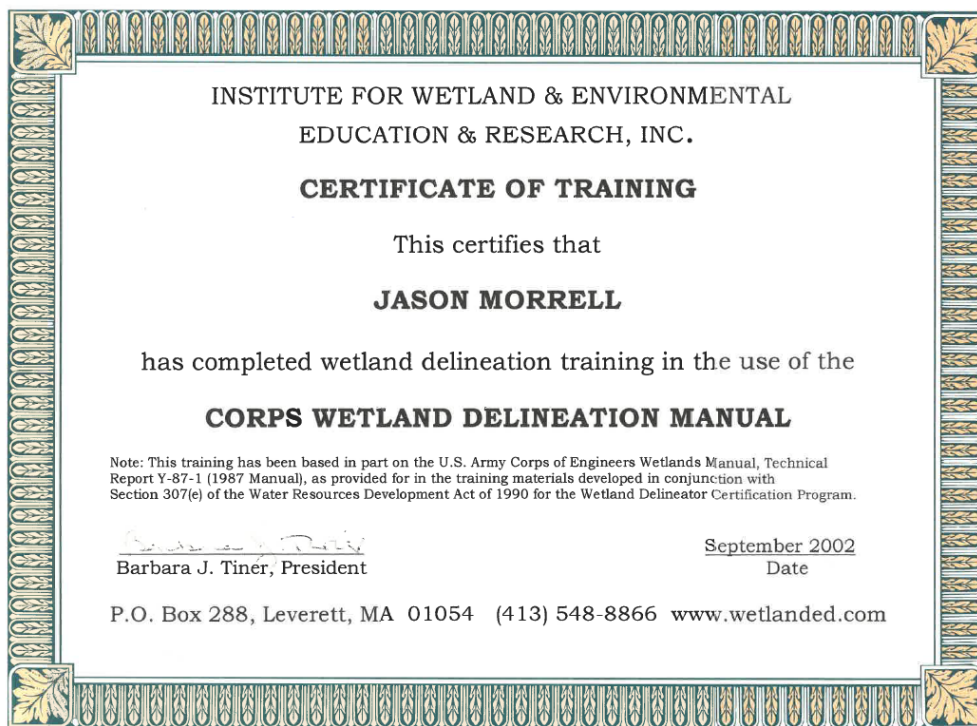 INSTITUTE FOR WETLAND & ENVIRONMENTAL
EDUCATION & RESEARCH, INC.
CERTIFICATE OF TRAINING
This certifies that
JASON MORRELL
has completed wetland delineation training in the use of the
CORPS WETLAND DELINEATION MANUAL
Note: This training has been based in part on the U.S. Army Corps of Engineers Wetlands Manual, Technical
Report Y-87-1 (1987 Manual), as provided for in the training materials developed in conjunction with
Section 307(e) of the Water Resources Development Act of 1990 for the Wetland Delineator Certification Program.
September 2002
Barbara J. Tiner, President
Date
P.O. Box 288, Leverett, MA 01054 (413) 548-8866 www.wetlanded.com